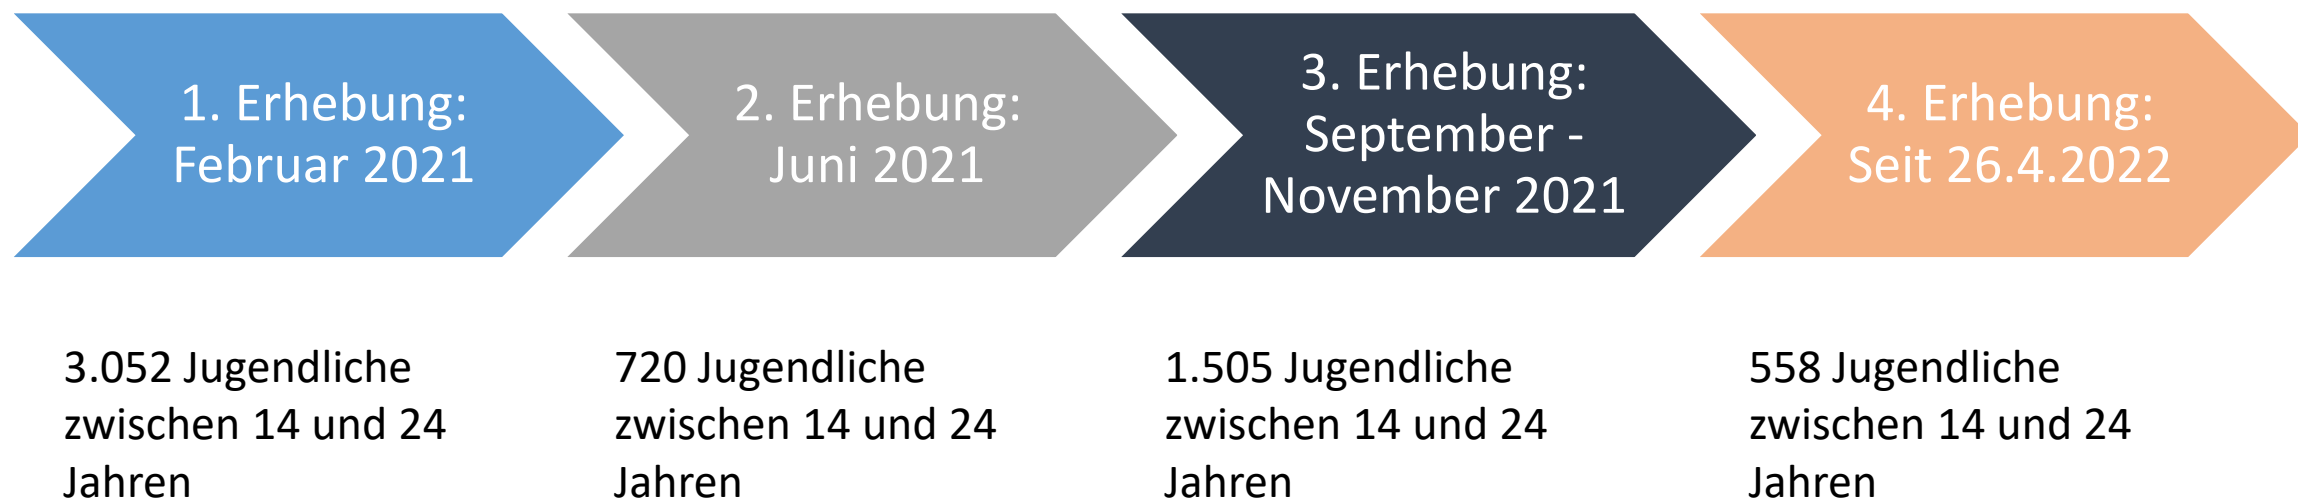 1. Erhebung:
Februar 2021
2. Erhebung:
Juni 2021
3. Erhebung:
September -
November 2021
4. Erhebung:
Seit 26.4.2022
3.052 Jugendliche
zwischen 14 und 24
Jahren
720 Jugendliche
zwischen 14 und 24
Jahren
1.505 Jugendliche
zwischen 14 und 24
Jahren
558 Jugendliche
zwischen 14 und 24
Jahren